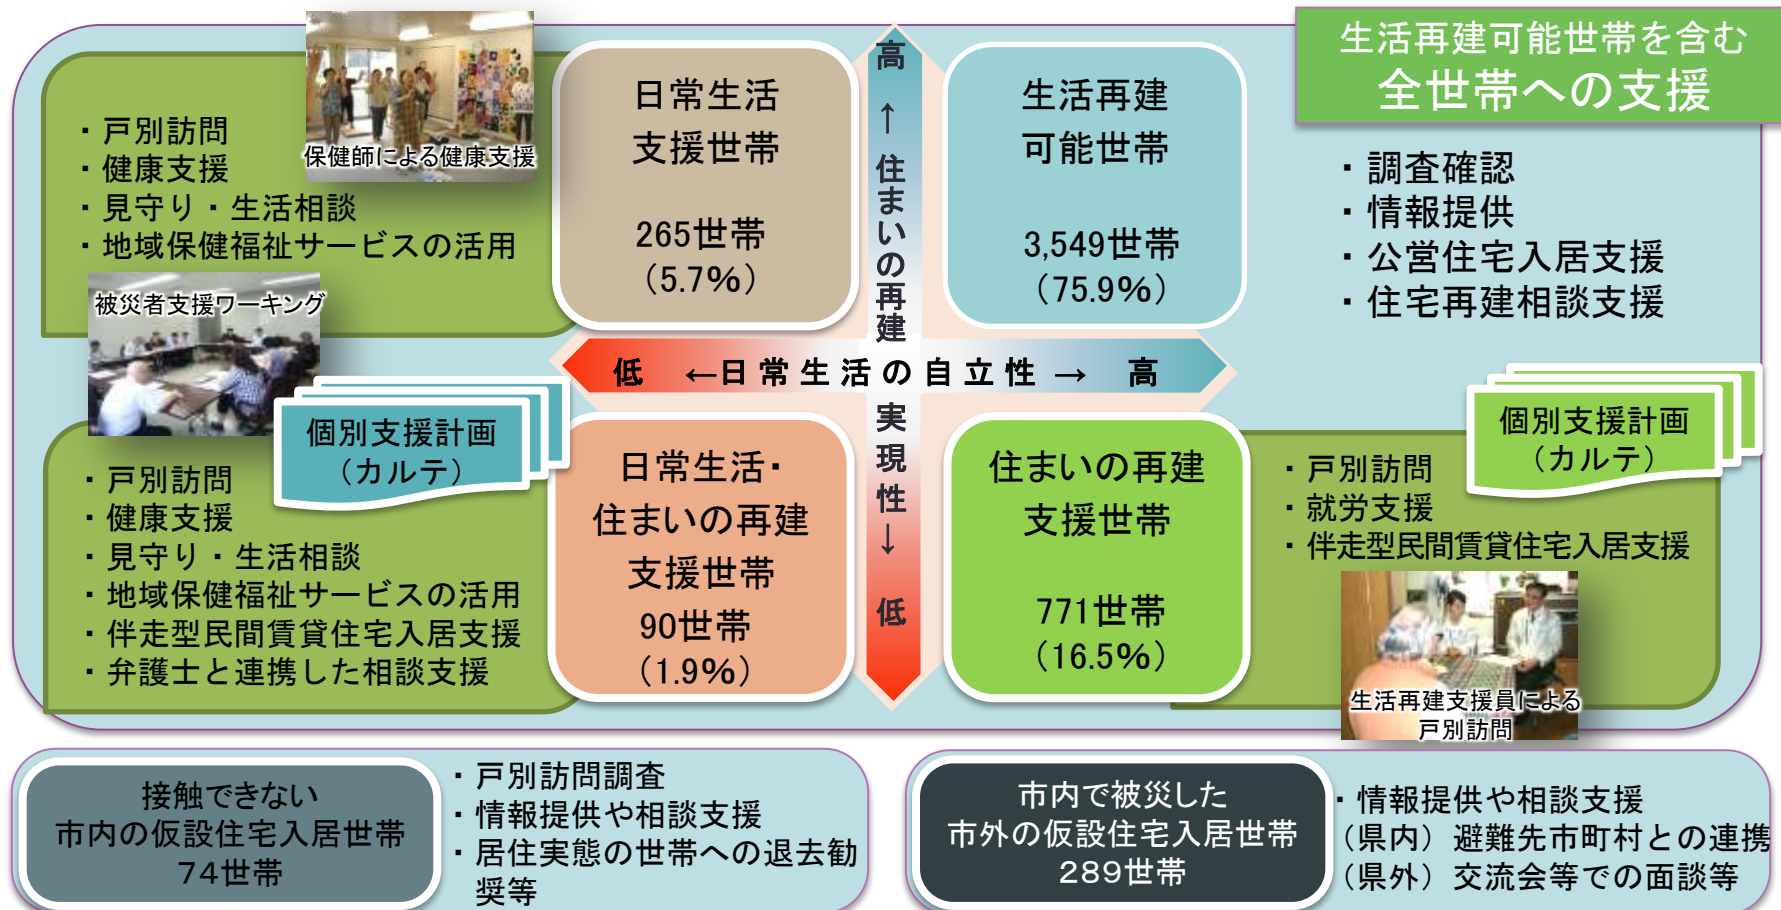 生活再建可能世帯を含む
全世帯への支援
・調査確認
・情報提供
・公営住宅入居支援
・住宅再建相談支援
・戸別訪問
・健康支援
・見守り・生活相談
・地域保健福祉サービスの活用
保健師による健康支援
日常生活
支援世帯
265世帯
（5.7％）
生活再建
可能世帯
3,549世帯
（75.9％）
高 ↑ 住まいの再建 実現性↓ 低
低 ←日常生活の自立性→ 高
被災者支援ワーキング
個別支援計画
（カルテ）
・戸別訪問
・健康支援
・見守り・生活相談
・地域保健福祉サービスの活用
・伴走型民間賃貸住宅入居支援
・弁護士と連携した相談支援
日常生活・
住まいの再建
支援世帯
90世帯
（1.9％）
住まいの再建
支援世帯
771世帯
（16.5％）
個別支援計画
（カルテ）
・戸別訪問
・就労支援
・伴走型民間賃貸住宅入居支援
生活再建支援員による
戸別訪問
接触できない
市内の仮設住宅入居世帯
74世帯
・戸別訪問調査
・情報提供や相談支援
・居住実態の世帯への退去勧
奨等
市内で被災した
市外の仮設住宅入居世帯
289世帯
・情報提供や相談支援
（県内）避難先市町村との連携
（県外）交流会等での面談等